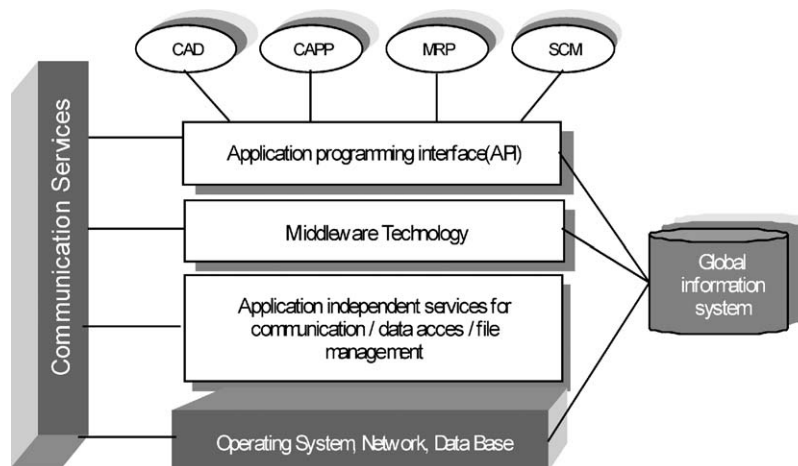 CAD
CAPP
MRP
SCM
Communication Services
Application programming interface(API)
Middleware Technology
Application independent services for
communication / data acces / file
management
Operating System, Network, Data Base
Global
information
system